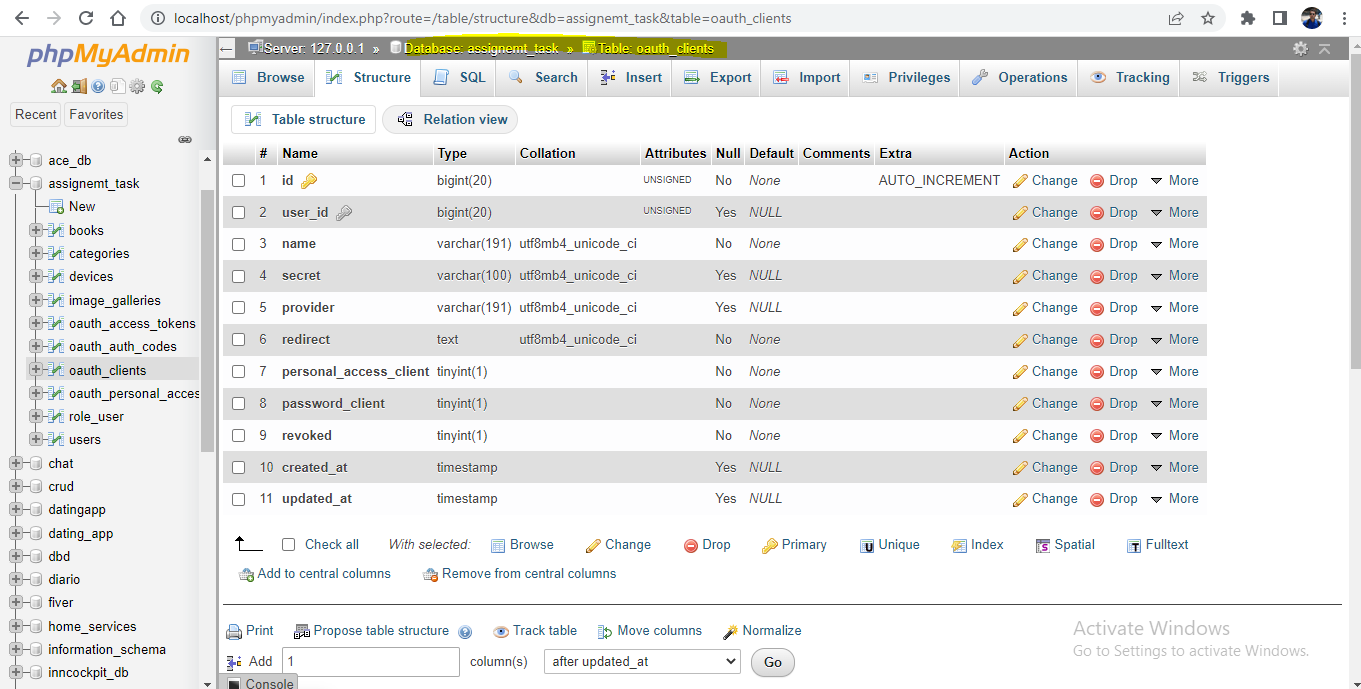 localhost/phpmyadmin/index.php?route=/table/structure&db=assignemt_task&table=oauth_clients
phpMyAdmin
Recent Favorites
ace_db
assignemt_task
New
books
categories
devices
image_galleries
oauth_access_tokens
oauth_auth_codes
oauth_clients
oauth_personal_acces
role_user
users
chat
crud
datingapp
dating_app
dbd
diario
fiver
home_services
information_schema
inncockpit_db
Server: 127.0.0.1 » Database: assignemt_task » Table: oauth_clients
Browse Structure SQL Search Insert Export Import Privileges Operations Tracking Triggers
Table structure Relation view
# Name Type Collation Attributes Null Default Comments Extra Action
1 id bigint(20) UNSIGNED No None AUTO_INCREMENT Change Drop More
2 user_id bigint(20) UNSIGNED Yes NULL Change Drop More
3 name varchar(191) utf8mb4_unicode_ci No None Change Drop More
4 secret varchar(100) utf8mb4_unicode_ci Yes NULL Change Drop More
5 provider varchar(191) utf8mb4_unicode_ci Yes NULL Change Drop More
6 redirect text utf8mb4_unicode_ci No None Change Drop More
7 personal_access_client tinyint(1) No None Change Drop More
8 password_client tinyint(1) No None Change Drop More
9 revoked tinyint(1) No None Change Drop More
10 created_at timestamp Yes NULL Change Drop More
11 updated_at timestamp Yes NULL Change Drop More
Check all With selected: Browse Change Drop Primary Unique Index Spatial Fulltext
Add to central columns Remove from central columns
Print Propose table structure Track table Move columns Normalize
Add 1 column(s) after updated_at Go
Console
Activate Windows
Go to Settings to activate Windows.